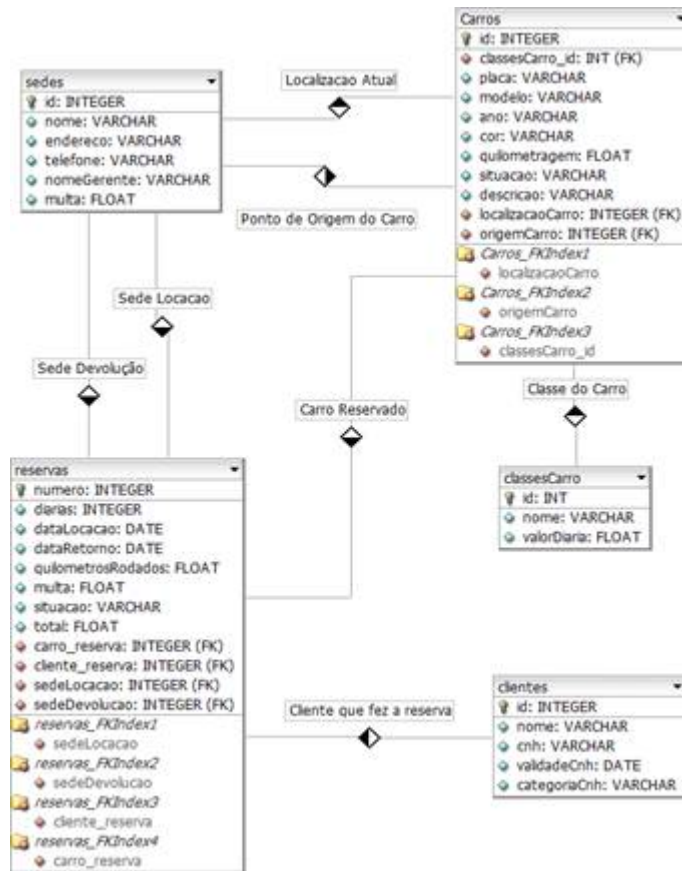 sedes
id: INTEGER
nome: VARCHAR
endereco: VARCHAR
telefone: VARCHAR
nomeGerente: VARCHAR
multa: FLOAT
Localizacao Atual
Ponto de Origem do Carro
Carros
id: INTEGER
classesCarro_id: INT (FK)
placa: VARCHAR
modelo: VARCHAR
ano: VARCHAR
cor: VARCHAR
quilometragem: FLOAT
situacao: VARCHAR
descricao: VARCHAR
localizacaoCarro: INTEGER (FK)
origemCarro: INTEGER (FK)
Carros_FKIndex1
localizacaoCarro
Carros_FKIndex2
origemCarro
Carros_FKIndex3
classesCarro_id
Sede Locacao
Sede Devolução
Carro Reservado
Classe do Carro
classesCarro
id: INT
nome: VARCHAR
valorDiaria: FLOAT
reservas
numero: INTEGER
diarias: INTEGER
dataLocacao: DATE
dataRetorno: DATE
quilometrosRodados: FLOAT
multa: FLOAT
situacao: VARCHAR
total: FLOAT
carro_reserva: INTEGER (FK)
cliente_reserva: INTEGER (FK)
sedeLocacao: INTEGER (FK)
sedeDevolucao: INTEGER (FK)
reservas_FKIndex1
sedeLocacao
reservas_FKIndex2
sedeDevolucao
reservas_FKIndex3
cliente_reserva
reservas_FKIndex4
carro_reserva
Cliente que fez a reserva
clientes
id: INTEGER
nome: VARCHAR
cnh: VARCHAR
validadeCnh: DATE
categoriaCnh: VARCHAR